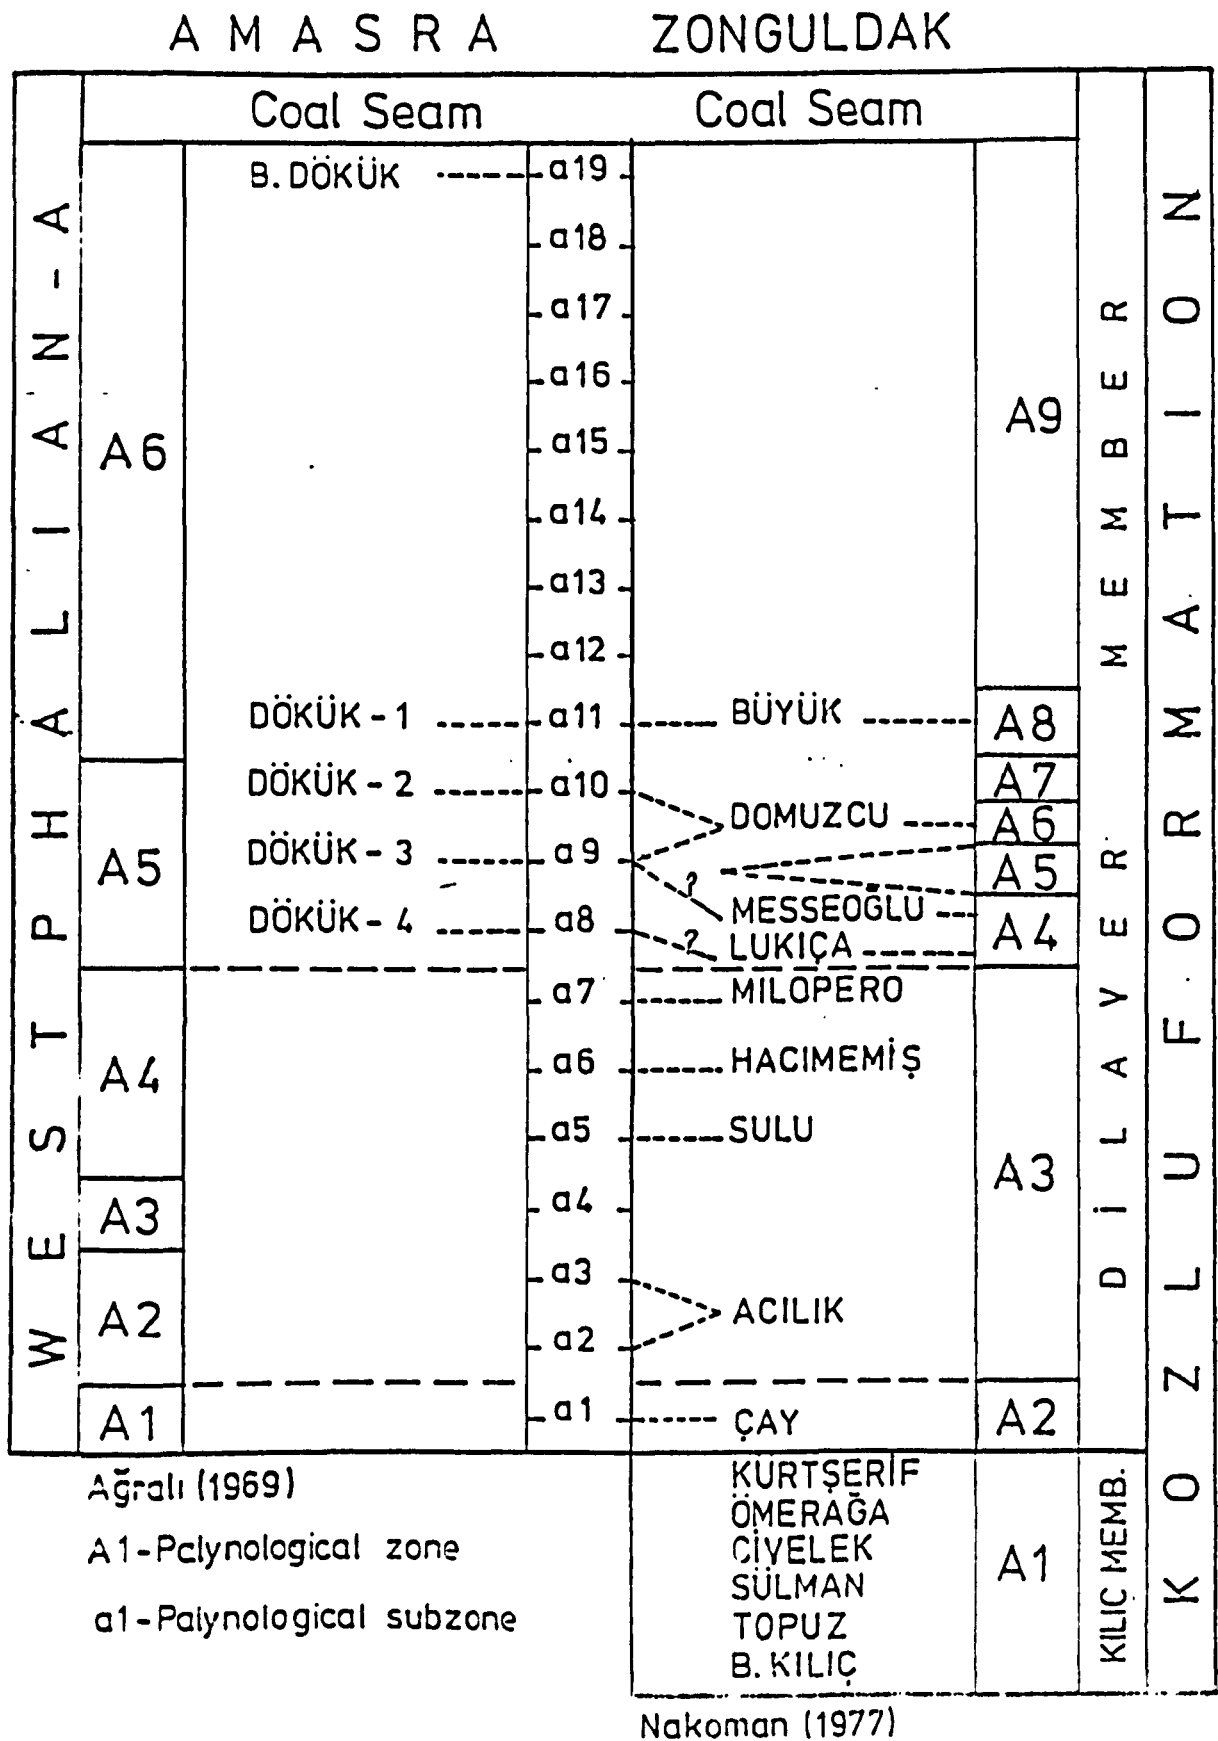 AMASRA ZONGULDAK
Coal Seam Coal Seam
WESTPHALIAN-A
A6
A5
A4
A3
A2
A1
B. DÖKÜK
DÖKÜK - 1
DÖKÜK - 2
DÖKÜK - 3
DÖKÜK - 4
a19
a18
a17
a16
a15
a14
a13
a12
a11
a10
a9
a8
a7
a6
a5
a4
a3
a2
a1
BÜYÜK
DOMUZCU
?
MESSEOĞLU
?
LUKIÇA
MILOPERO
HACIMEMİŞ
SULU
ACILIK
ÇAY
KURTŞERİF
ÖMERAĞA
CİVELEK
SÜLMAN
TOPUZ
B. KILIÇ
A9
A8
A7
A6
A5
A4
A3
A2
A1
DİLAVER MEMBER
KILIÇ MEMB.
KOZLU FORMATION
Ağralı (1969)
A1-Palynological zone
a1-Palynological subzone
Nakoman (1977)